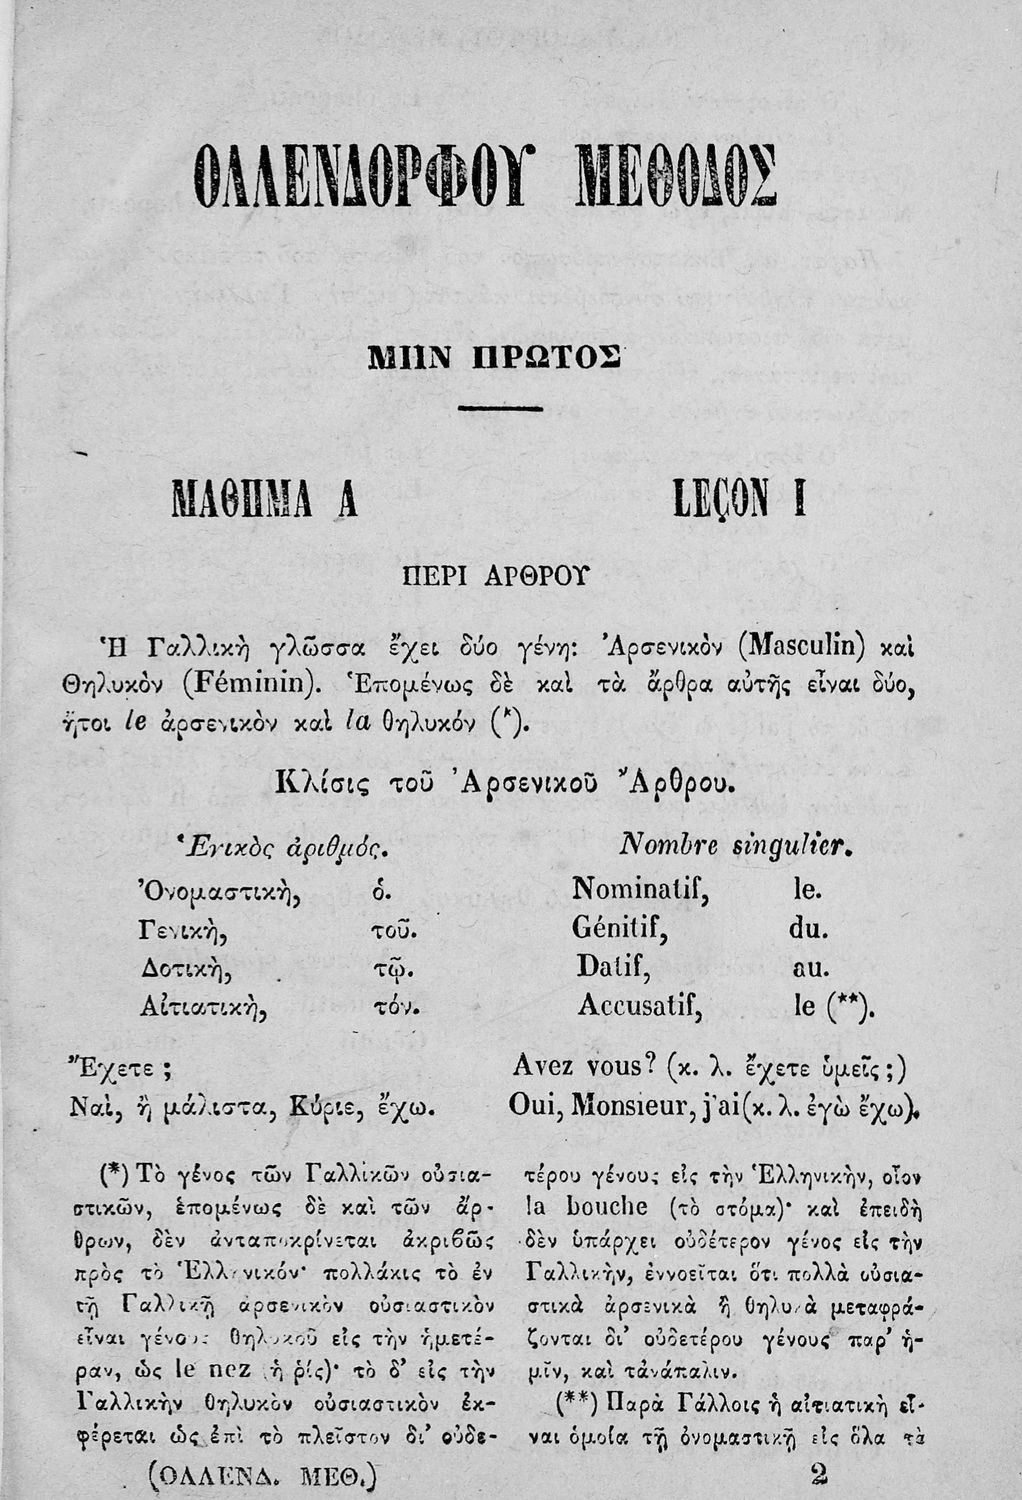 ΟΛΛΕΝΔΟΡΦΟΥ ΜΕΘΟΔΟΣ
ΜΗΝ ΠΡΩΤΟΣ
ΜΑΘΗΜΑ Α
LEÇON I
ΠΕΡΙ ΑΡΘΡΟΥ
Ἡ Γαλλικὴ γλῶσσα ἔχει δύο γένη: Ἀρσενικὸν (Masculin) καὶ
Θηλυκὸν (Féminin). Ἑπομένως δὲ καὶ τὰ ἄρθρα αὐτῆς εἶναι δύο,
ἤτοι le ἀρσενικὸν καὶ la θηλυκόν (*).
Κλίσις τοῦ Ἀρσενικοῦ Ἄρθρου.
Ἑνικὸς ἀριθμός. Nombre singulier.
Ὀνομαστικὴ, ὁ. Nominatif, le.
Γενικὴ, τοῦ. Génitif, du.
Δοτικὴ, τῷ. Datif, au.
Αἰτιατικὴ, τόν. Accusatif, le (**).
Ἔχετε ; Avez vous? (κ. λ. ἔχετε ὑμεῖς ;)
Ναὶ, ἢ μάλιστα, Κύριε, ἔχω. Oui, Monsieur, j'ai (κ. λ. ἐγὼ ἔχω).
(*) Τὸ γένος τῶν Γαλλικῶν οὐσια-
στικῶν, ἑπομένως δὲ καὶ τῶν ἄρ-
θρων, δὲν ἀνταποκρίνεται ἀκριβῶς
πρὸς τὸ Ἑλληνικόν· πολλάκις τὸ ἐν
τῇ Γαλλικῇ ἀρσενικὸν οὐσιαστικὸν
εἶναι γένους θηλυκοῦ εἰς τὴν ἡμετέ-
ραν, ὡς le nez (ἡ ῥίς)· τὸ δ' εἰς τὴν
Γαλλικὴν θηλυκὸν οὐσιαστικὸν ἐκ-
φέρεται ὡς ἐπὶ τὸ πλεῖστον δι' οὐδε-
τέρου γένους εἰς τὴν Ἑλληνικὴν, οἷον
la bouche (τὸ στόμα)· καὶ ἐπειδὴ
δὲν ὑπάρχει οὐδέτερον γένος εἰς τὴν
Γαλλικὴν, ἐννοεῖται ὅτι πολλὰ οὐσια-
στικὰ ἀρσενικὰ ἢ θηλυκὰ μεταφρά-
ζονται δι' οὐδετέρου γένους παρ' ἡ-
μῖν, καὶ τἀνάπαλιν.
(**) Παρὰ Γάλλοις ἡ αἰτιατικὴ εἶ-
ναι ὁμοία τῇ ὀνομαστικῇ εἰς ὅλα τὰ
(ΟΛΛΕΝΔ. ΜΕΘ.) 2